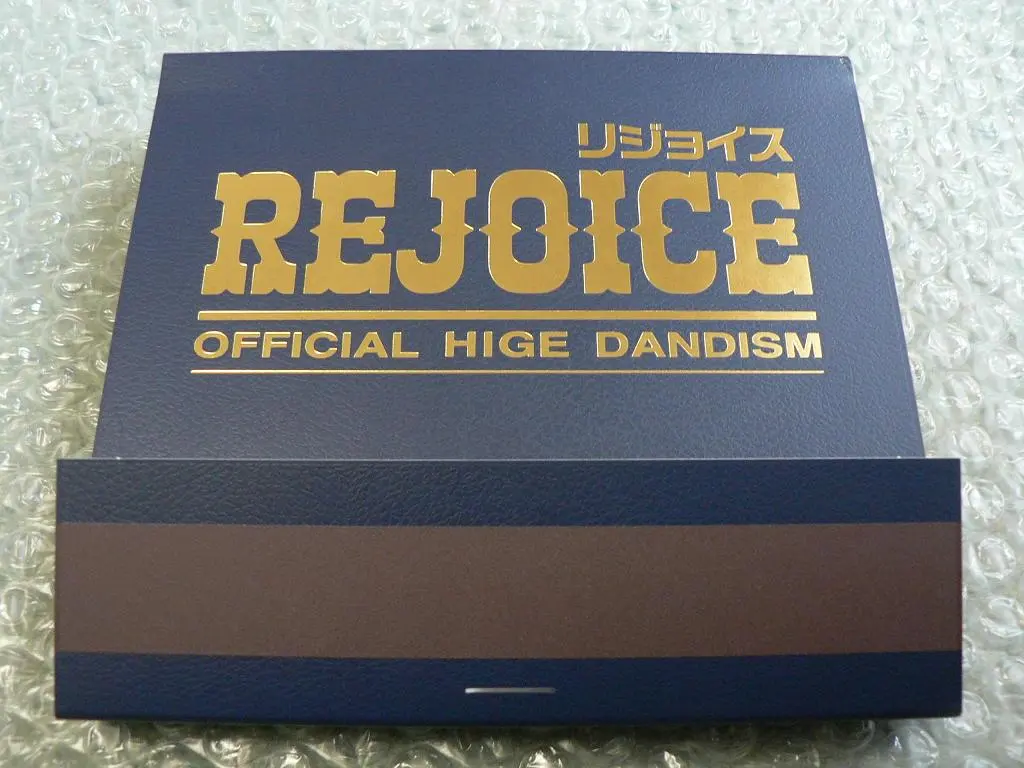 リジョイス
REJOICE
OFFICIAL HIGE DANDISM